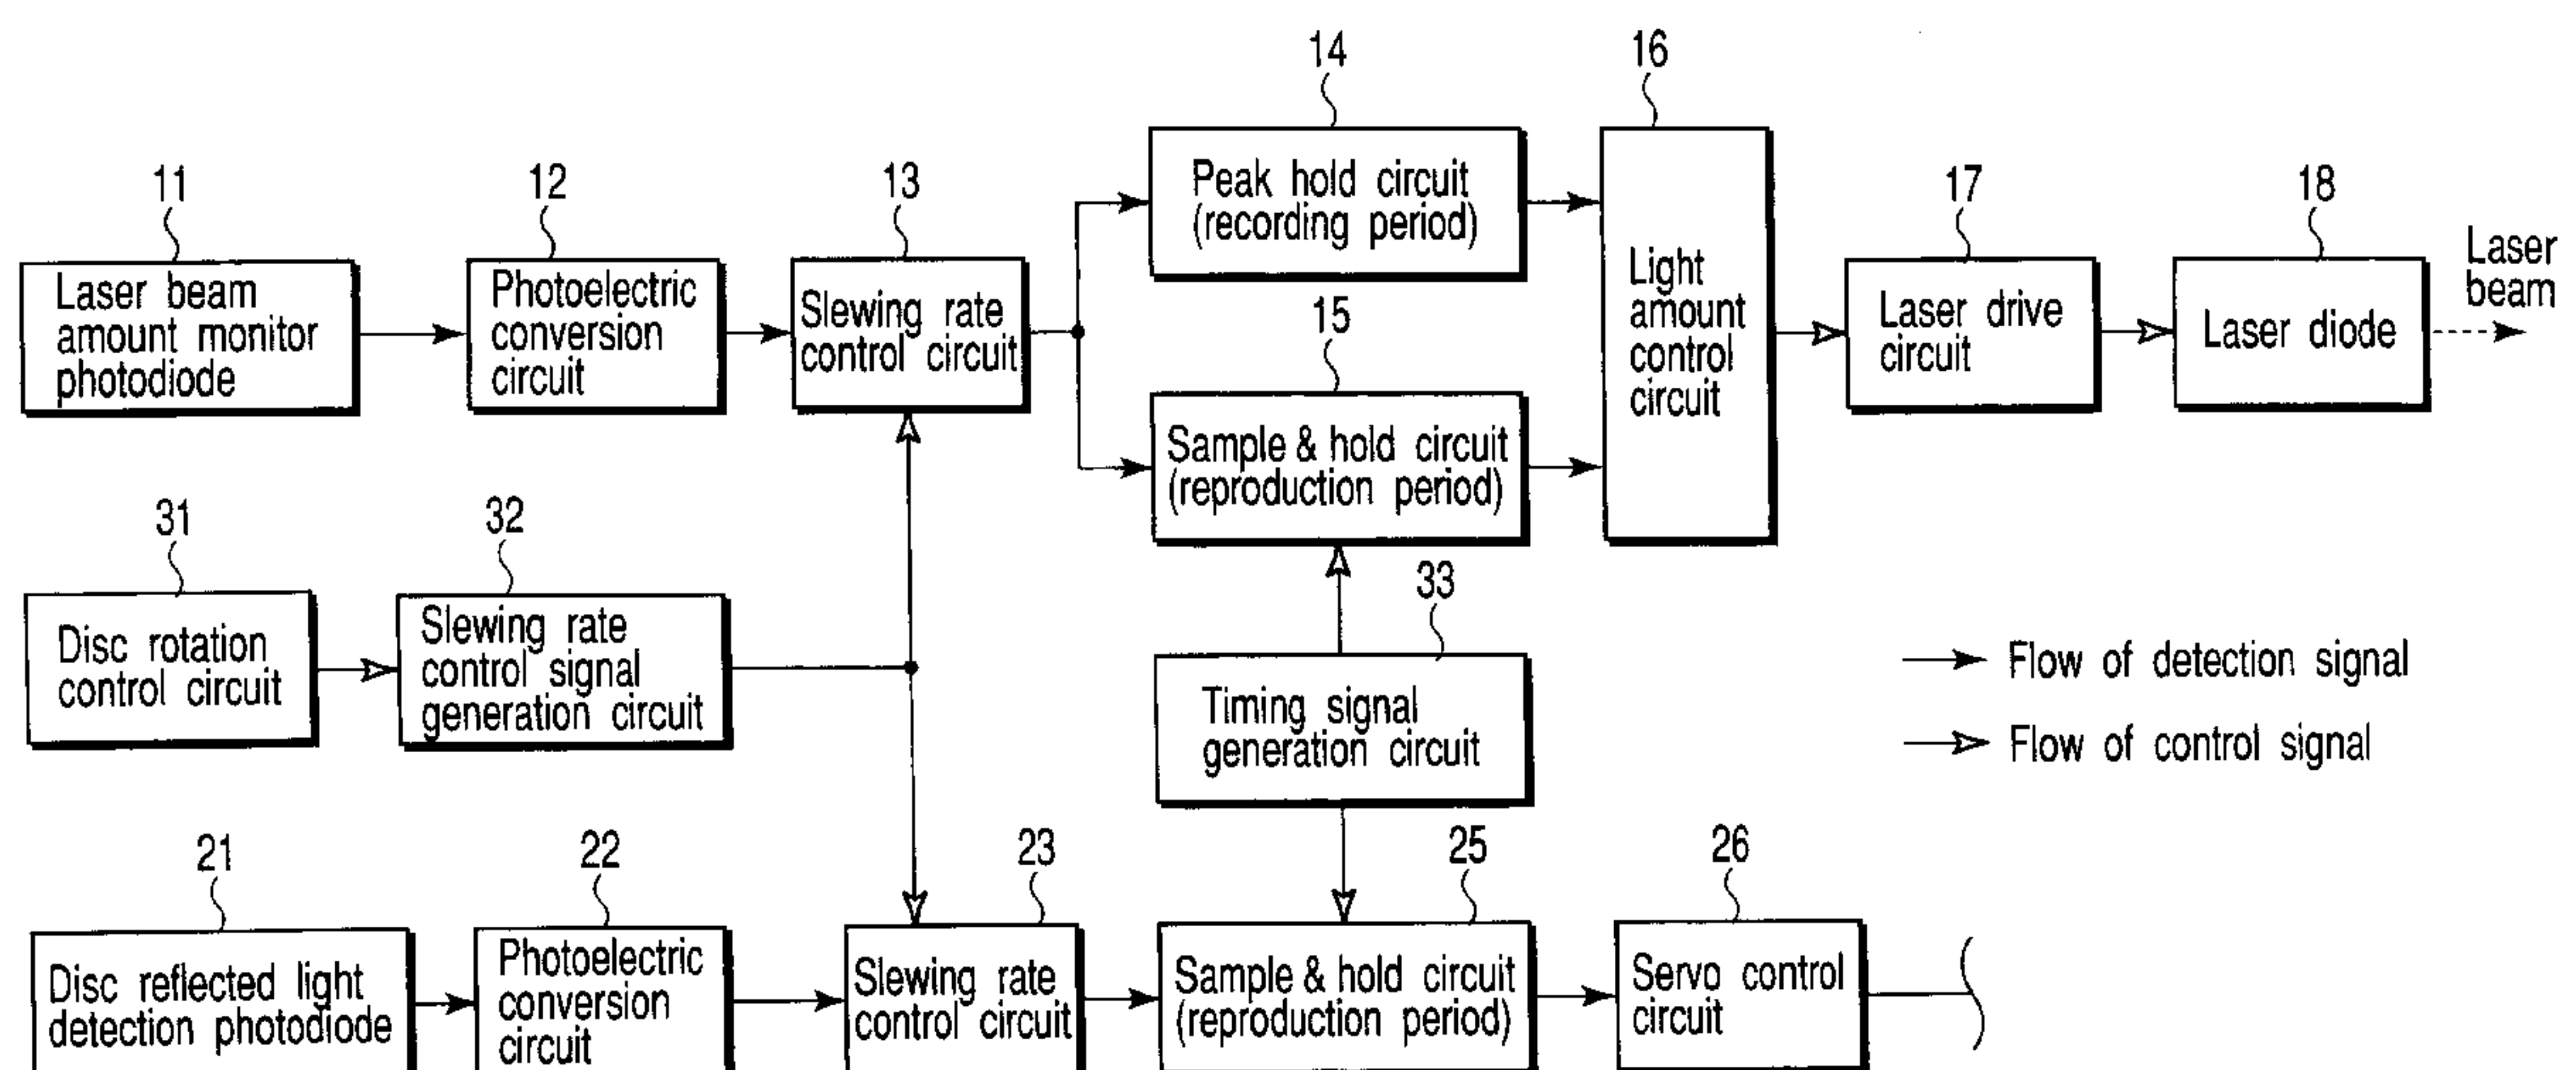 14
16
11
12
13
17
18
Peak hold circuit
(recording period)
Laser
beam
Laser beam
amount monitor
photodiode
Photoelectric
conversion
circuit
Slewing rate
control circuit
Light
amount
control
circuit
Laser drive
circuit
Laser diode
15
Sample & hold circuit
(reproduction period)
31
32
33
Disc rotation
control circuit
Slewing rate
control signal
generation circuit
Timing signal
generation circuit
Flow of detection signal
Flow of control signal
21
22
23
25
26
Disc reflected light
detection photodiode
Photoelectric
conversion
circuit
Slewing rate
control circuit
Sample & hold circuit
(reproduction period)
Servo control
circuit